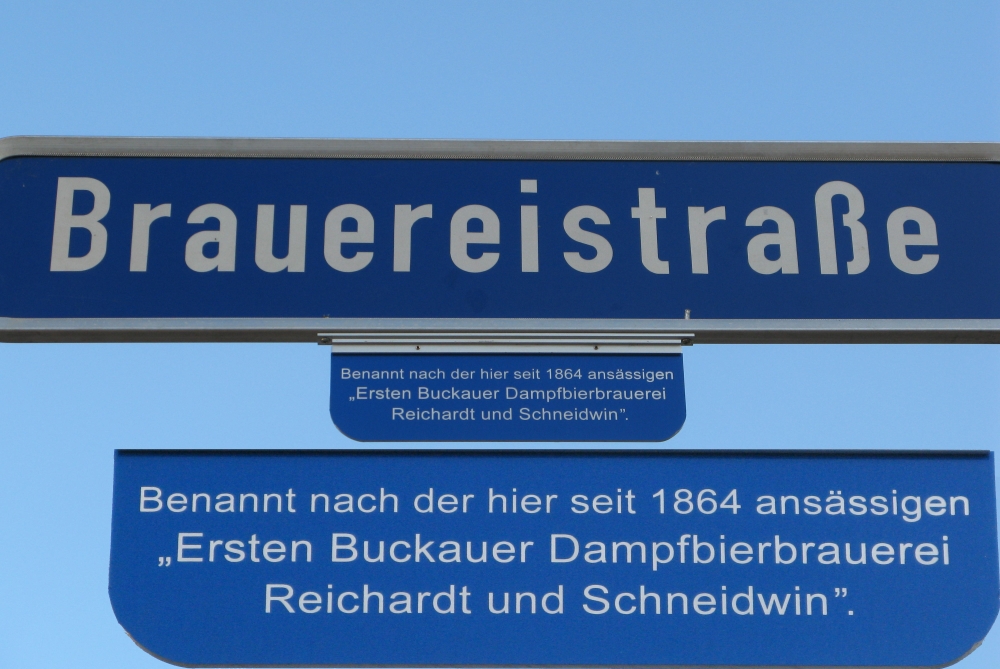 Brauereistraße
Benannt nach der hier seit 1864 ansässigen
„Ersten Buckauer Dampfbierbrauerei
Reichardt und Schneidwin”.
Benannt nach der hier seit 1864 ansässigen
„Ersten Buckauer Dampfbierbrauerei
Reichardt und Schneidwin”.